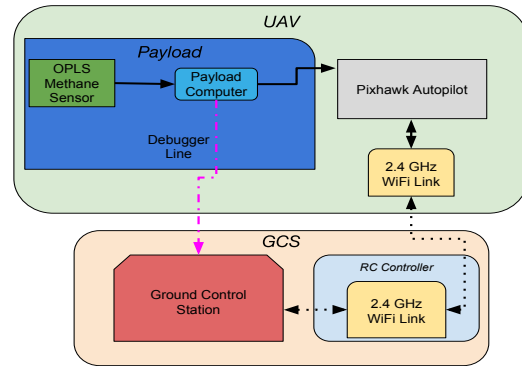 UAV
Payload
OPLS
Methane
Sensor
Payload
Computer
Pixhawk Autopilot
Debugger
Line
2.4 GHz
WiFi Link
GCS
RC Controller
Ground Control
Station
2.4 GHz
WiFi Link